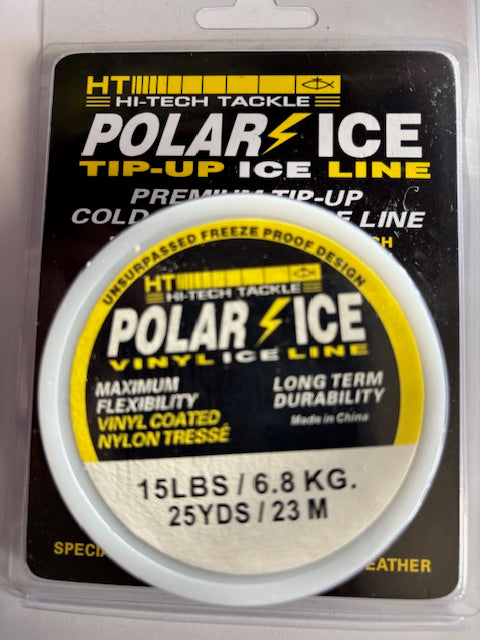 HT
HI-TECH TACKLE
POLAR ICE
TIP-UP ICE LINE
PREMIUM TIP-UP
COLD LINE
UNSURPASSED FREEZE PROOF DESIGN
HT
HI-TECH TACKLE
POLAR ICE
VINYL ICE LINE
MAXIMUM
FLEXIBILITY
VINYL COATED
NYLON TRESSÉ
LONG TERM
DURABILITY
Made in China
15LBS / 6.8 KG.
25YDS / 23 M